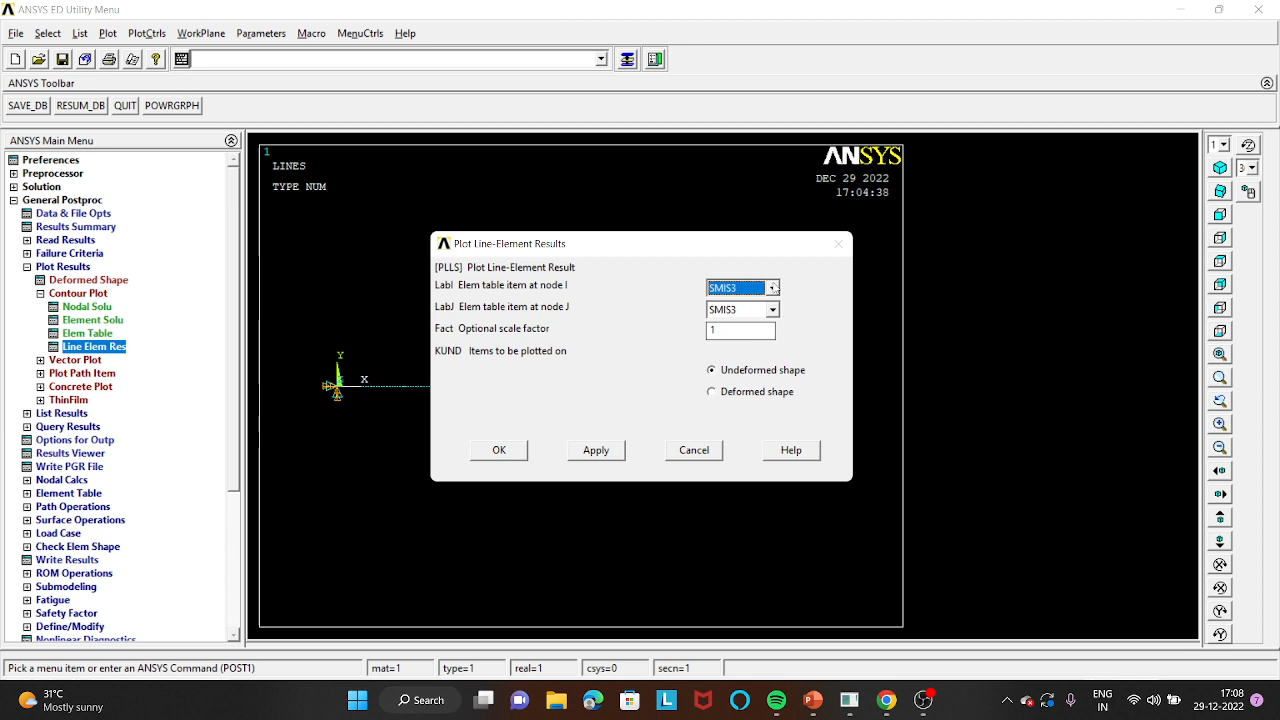 ANSYS ED Utility Menu
File Select List Plot PlotCtrls WorkPlane Parameters Macro MenuCtrls Help
ANSYS Toolbar
SAVE_DB RESUM_DB QUIT POWRGRPH
ANSYS Main Menu
Preferences
Preprocessor
Solution
General Postproc
Data & File Opts
Results Summary
Read Results
Failure Criteria
Plot Results
Deformed Shape
Contour Plot
Nodal Solu
Element Solu
Elem Table
Line Elem Res
Vector Plot
Plot Path Item
Concrete Plot
ThinFilm
List Results
Query Results
Options for Outp
Results Viewer
Write PGR File
Nodal Calcs
Element Table
Path Operations
Surface Operations
Load Case
Check Elem Shape
Write Results
ROM Operations
Submodeling
Fatigue
Safety Factor
Define/Modify
Nonlinear Diagnostics
1
LINES
TYPE NUM
ANSYS
DEC 29 2022
17:04:38
Y
X
Plot Line-Element Results
[PLLS] Plot Line-Element Result
LabI Elem table item at node I SMIS3
LabJ Elem table item at node J SMIS3
Fact Optional scale factor 1
KUND Items to be plotted on
Undeformed shape
Deformed shape
OK Apply Cancel Help
1
3
Pick a menu item or enter an ANSYS Command (POST1) mat=1 type=1 real=1 csys=0 secn=1
31°C
Mostly sunny
Search
ENG
IN
17:08
29-12-2022
7